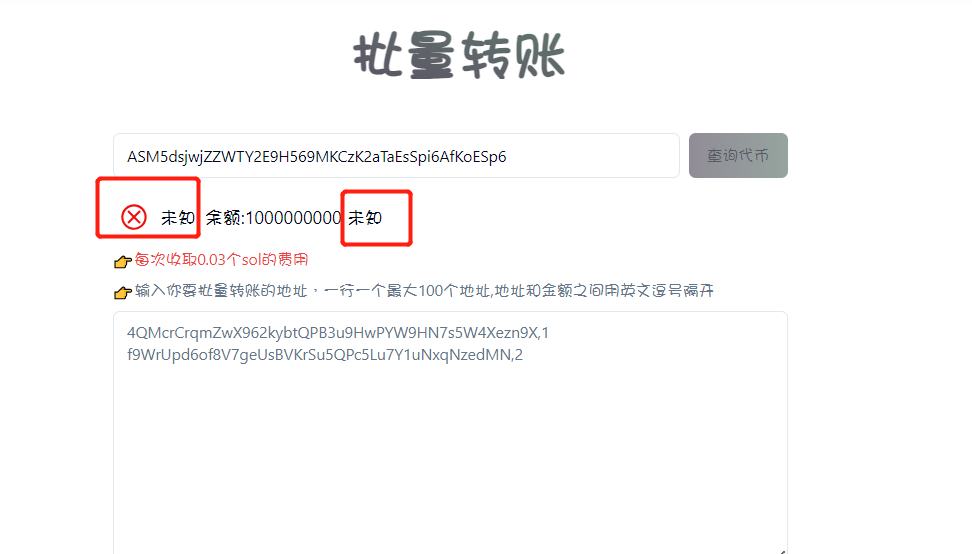 批量转账
ASM5dsjwjZZWTY2E9H569MKCzK2aTaEsSpi6AfKoESp6 查询代币
未知 余额:1000000000 未知
👉每次收取0.03个sol的费用
👉输入你要批量转账的地址，一行一个最大100个地址,地址和金额之间用英文逗号隔开
4QMcrCrqmZwX962kybtQPB3u9HwPYW9HN7s5W4Xezn9X,1
f9WrUpd6of8V7geUsBVKrSu5QPc5Lu7Y1uNxqNzedMN,2